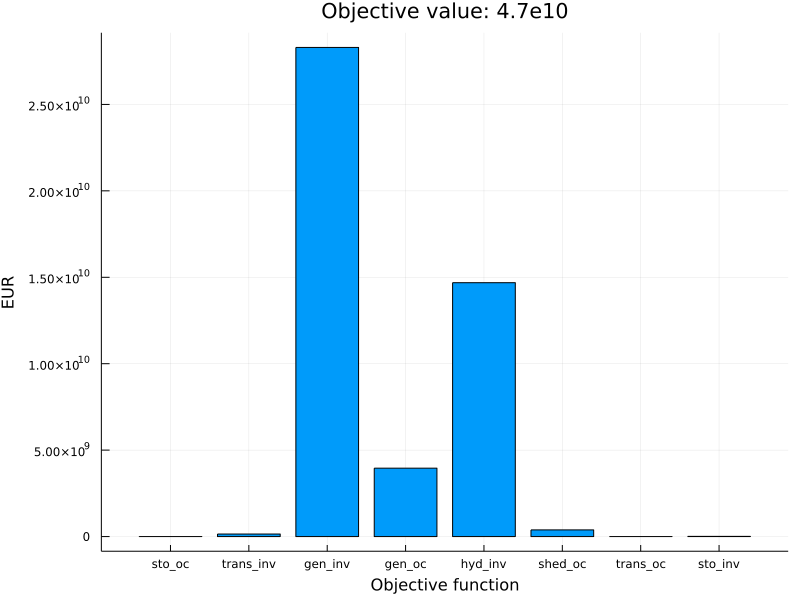 Objective value: 4.7e10
EUR
2.50×10¹⁰
2.00×10¹⁰
1.50×10¹⁰
1.00×10¹⁰
5.00×10⁹
0
sto_oc trans_inv gen_inv gen_oc hyd_inv shed_oc trans_oc sto_inv
Objective function